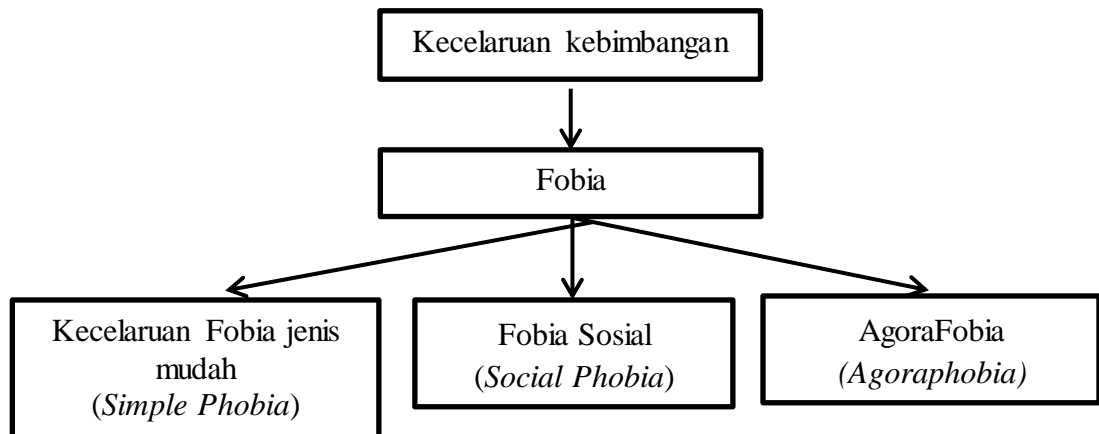 Kecelaruan kebimbangan
Fobia
Kecelaruan Fobia jenis
mudah
(Simple Phobia)
Fobia Sosial
(Social Phobia)
AgoraFobia
(Agoraphobia)